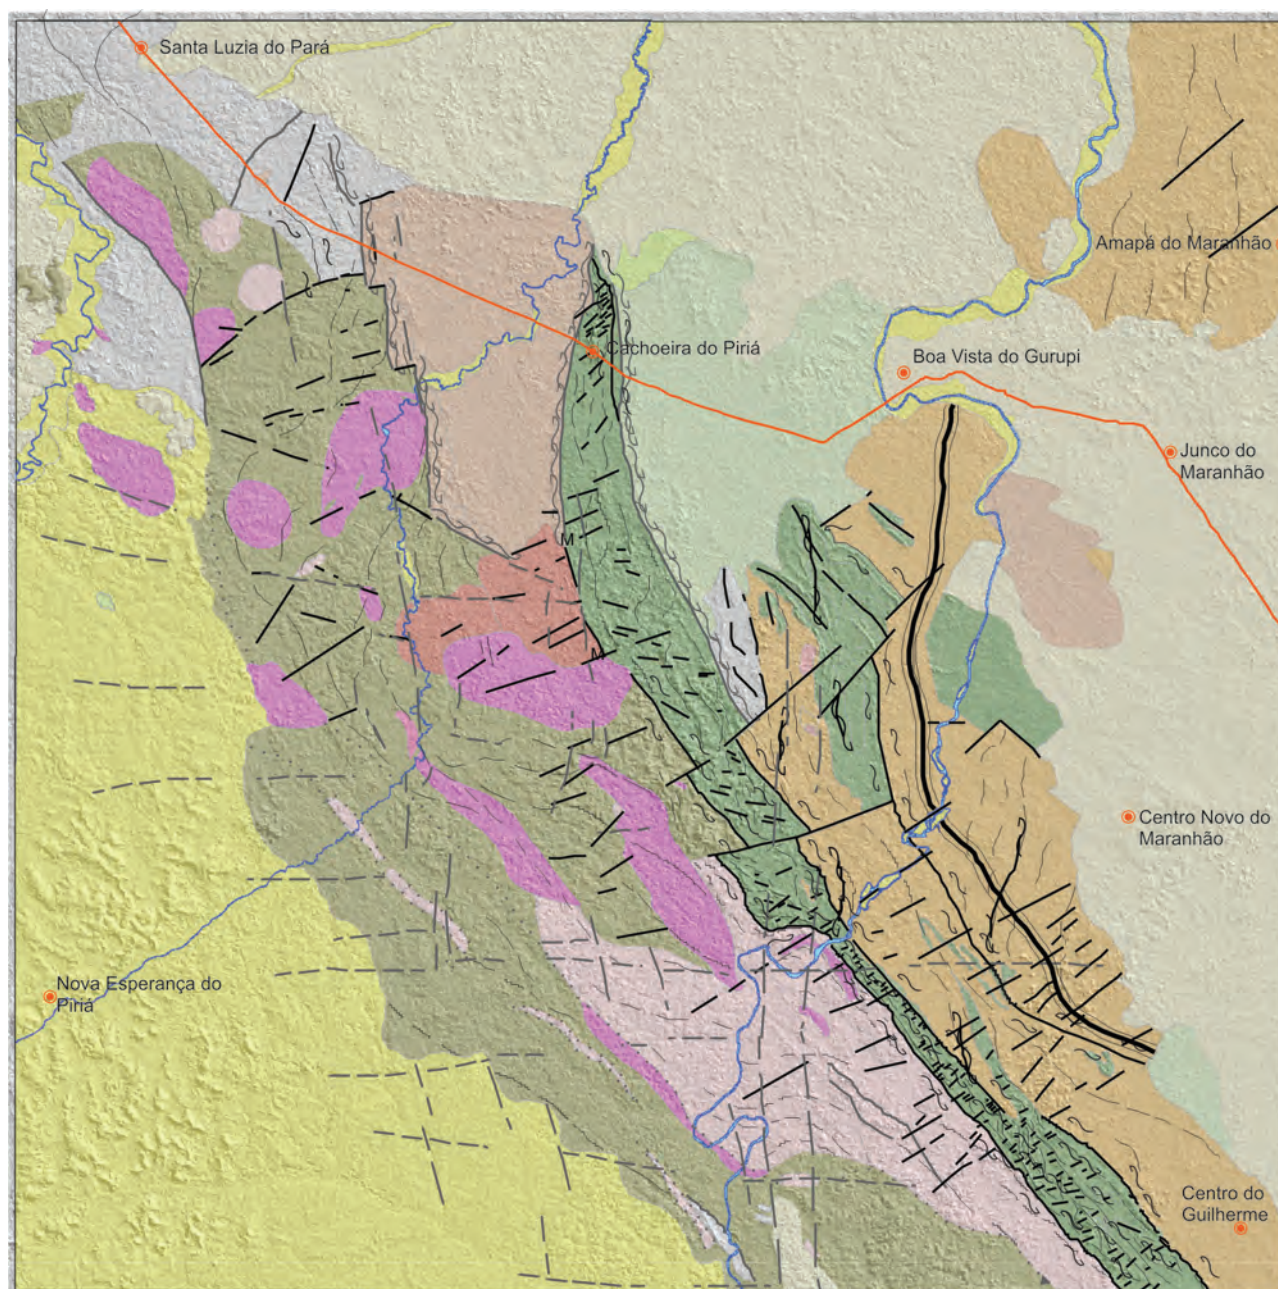 Santa Luzia do Pará
Amapá do Maranhão
Cachoeira do Piriá
Boa Vista do Gurupi
Junco do
Maranhão
M
M
Centro Novo do
Maranhão
Nova Esperança do
Piriá
Centro do
Guilherme